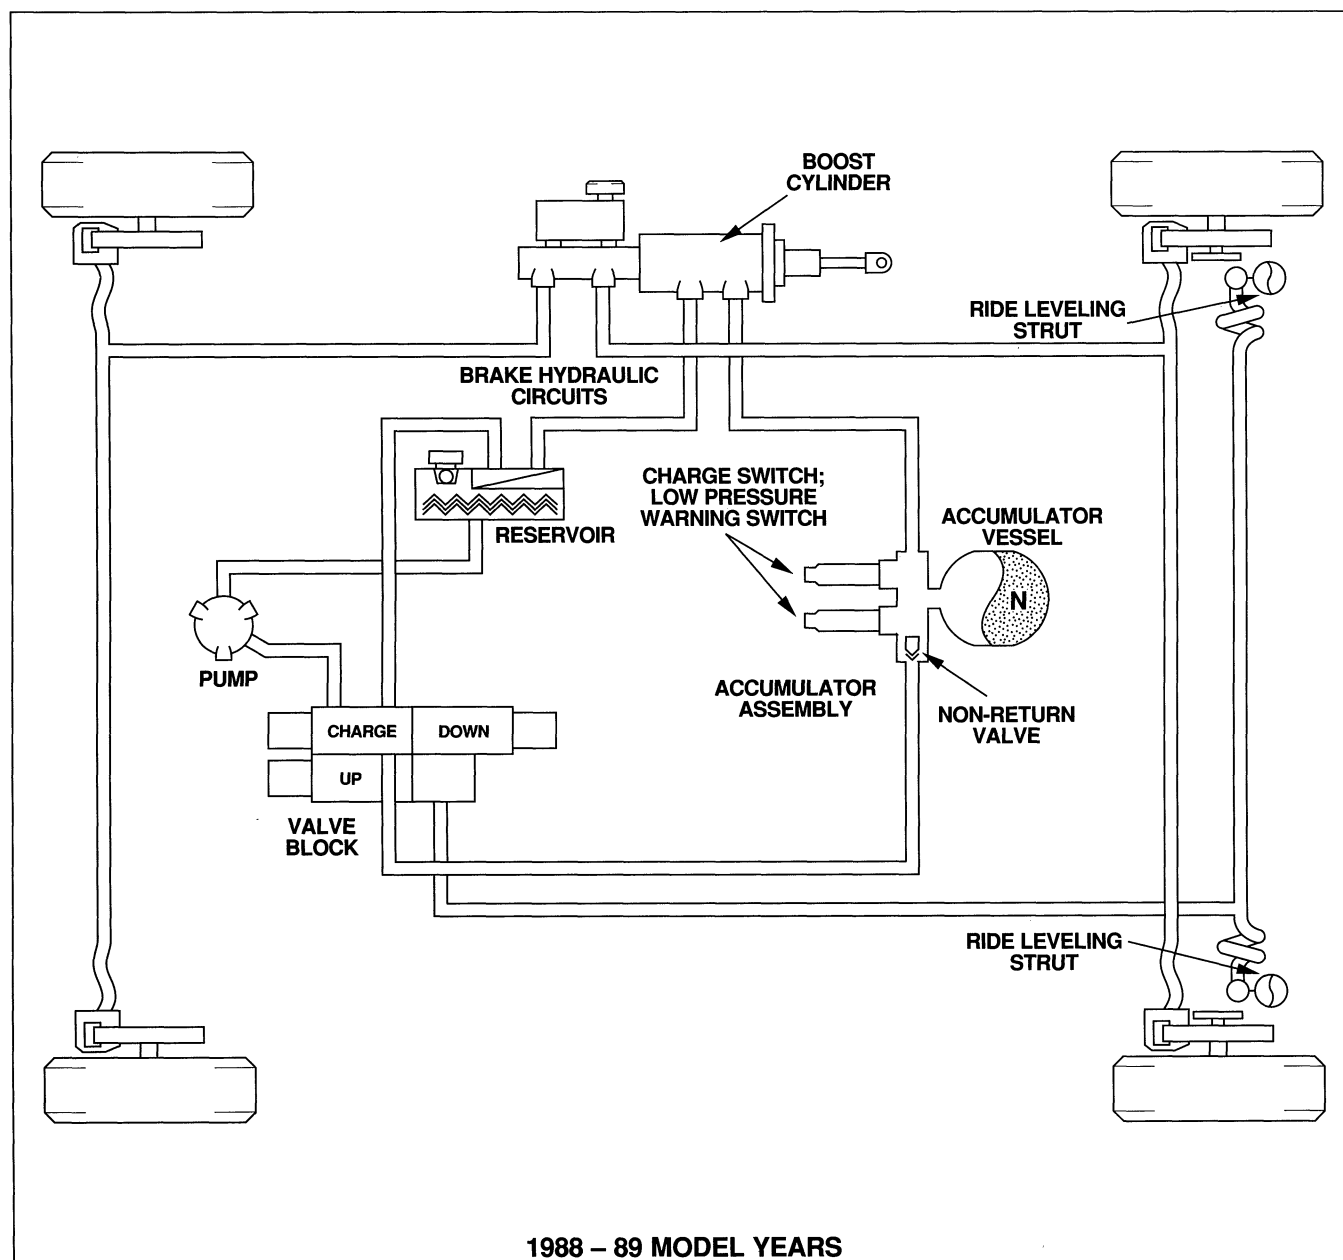 BOOST
CYLINDER
RIDE LEVELING
STRUT
BRAKE HYDRAULIC
CIRCUITS
CHARGE SWITCH;
LOW PRESSURE
WARNING SWITCH
ACCUMULATOR
VESSEL
RESERVOIR
N
PUMP
ACCUMULATOR
ASSEMBLY
NON-RETURN
VALVE
CHARGE
DOWN
UP
VALVE
BLOCK
RIDE LEVELING
STRUT
1988 – 89 MODEL YEARS